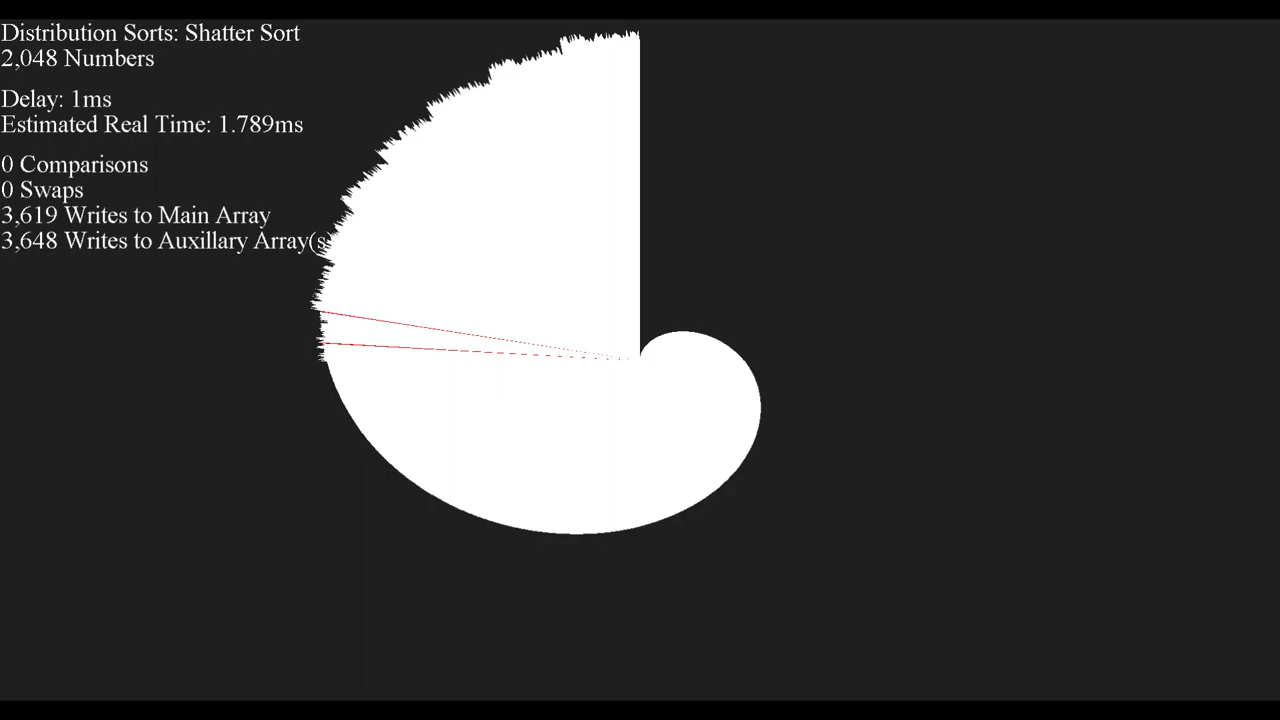 Distribution Sorts: Shatter Sort
2,048 Numbers
Delay: 1ms
Estimated Real Time: 1.789ms
0 Comparisons
0 Swaps
3,619 Writes to Main Array
3,648 Writes to Auxillary Array(s